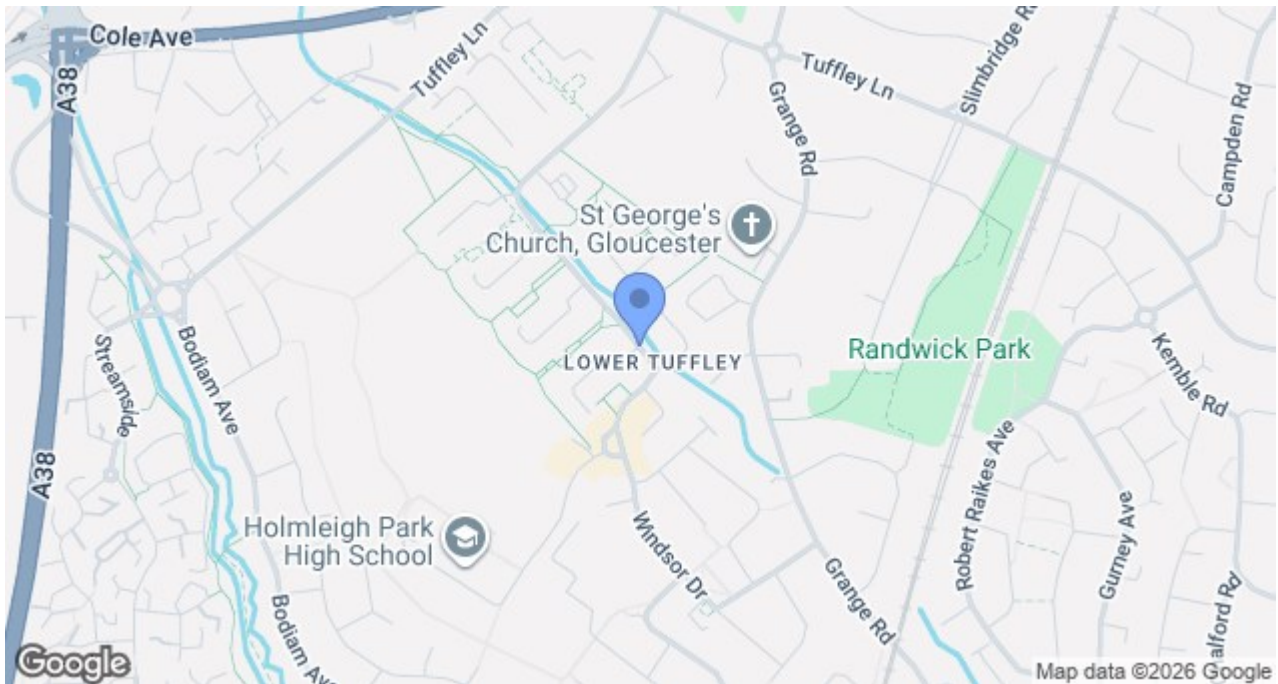 Cole Ave
A38
Tuffley Ln
Tuffley Ln
Slimbridge Rd
Grange Rd
Campden Rd
St George's
Church, Gloucester
LOWER TUFFLEY
Randwick Park
Kemble Rd
Streamside
Bodiam Ave
A38
Holmleigh Park
High School
Windsor Dr
Robert Raikes Ave
Gurney Ave
Grange Rd
alford Rd
Bodiam Ave
Google
Map data ©2026 Google